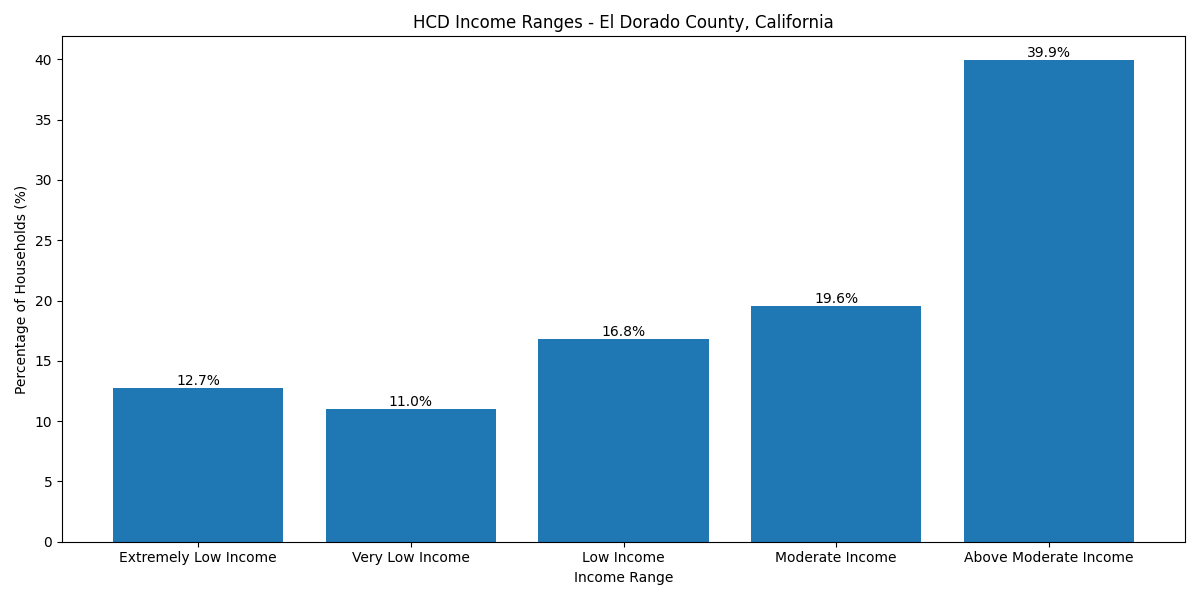 HCD Income Ranges - El Dorado County, California
39.9%
40
35
30
25
20
15
10
5
0
Percentage of Households (%)
12.7%
11.0%
16.8%
19.6%
Extremely Low Income
Very Low Income
Low Income
Moderate Income
Above Moderate Income
Income Range